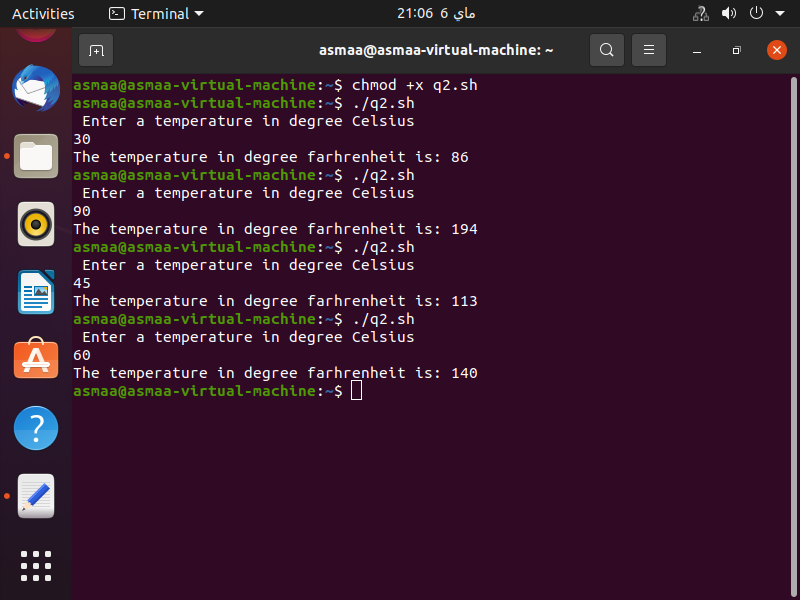 Activities
Terminal
21:06 6 ماي
asmaa@asmaa-virtual-machine: ~
asmaa@asmaa-virtual-machine:~$ chmod +x q2.sh
asmaa@asmaa-virtual-machine:~$ ./q2.sh
Enter a temperature in degree Celsius
30
The temperature in degree farhrenheit is: 86
asmaa@asmaa-virtual-machine:~$ ./q2.sh
Enter a temperature in degree Celsius
90
The temperature in degree farhrenheit is: 194
asmaa@asmaa-virtual-machine:~$ ./q2.sh
Enter a temperature in degree Celsius
45
The temperature in degree farhrenheit is: 113
asmaa@asmaa-virtual-machine:~$ ./q2.sh
Enter a temperature in degree Celsius
60
The temperature in degree farhrenheit is: 140
asmaa@asmaa-virtual-machine:~$